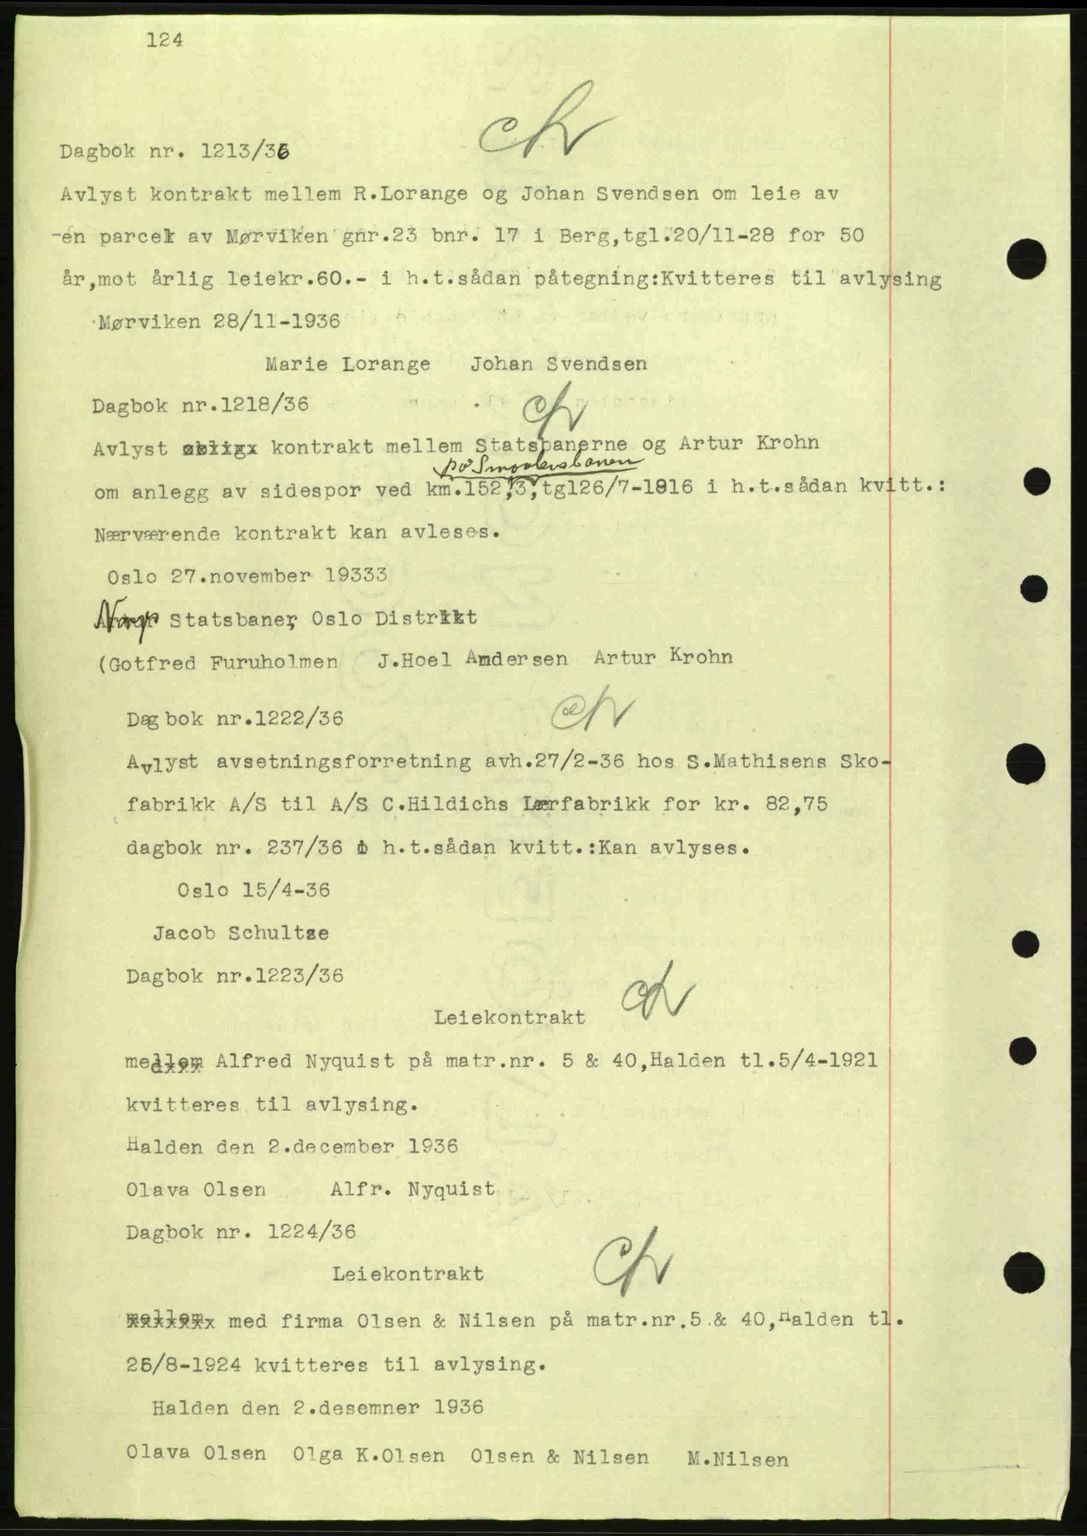 124
Dagbok nr. 1213/36
Avlyst kontrakt mellem R.Lorange og Johan Svendsen om leie av
-en parcel av Mørviken gnr.23 bnr. 17 i Berg,tgl.20/11-28 for 50
år,mot årlig leiekr.60.- i h.t.sådan påtegning:Kvitteres til avlysing
Mørviken 28/11-1936
Marie Lorange Johan Svendsen
Dagbok nr.1218/36
Avlyst kontrakt mellem Statsbanerne og Artur Krohn
på Smaalensbanen
om anlegg av sidespor ved km.152,3,tgl26/7-1916 i h.t.sådan kvitt.:
Nærværende kontrakt kan avleses.
Oslo 27.november 19333
Norges Statsbaner, Oslo Distrikt
(Gotfred Furuholmen J.Hoel Andersen Artur Krohn
Dagbok nr.1222/36
Avlyst avsetningsforretning avh.27/2-36 hos S.Mathisens Sko-
fabrikk A/S til A/S C.Hildichs Lærfabrikk for kr. 82,75
dagbok nr. 237/36 i h.t.sådan kvitt.:Kan avlyses.
Oslo 15/4-36
Jacob Schultze
Dagbok nr.1223/36
Leiekontrakt
med Alfred Nyquist på matr.nr. 5 & 40,Halden tl.5/4-1921
kvitteres til avlysing.
Halden den 2.december 1936
Olava Olsen Alfr. Nyquist
Dagbok nr. 1224/36
Leiekontrakt
mellem med firma Olsen & Nilsen på matr.nr.5 & 40,Halden tl.
25/8-1924 kvitteres til avlysing.
Halden den 2.desemner 1936
Olava Olsen Olga K.Olsen Olsen & Nilsen M.Nilsen